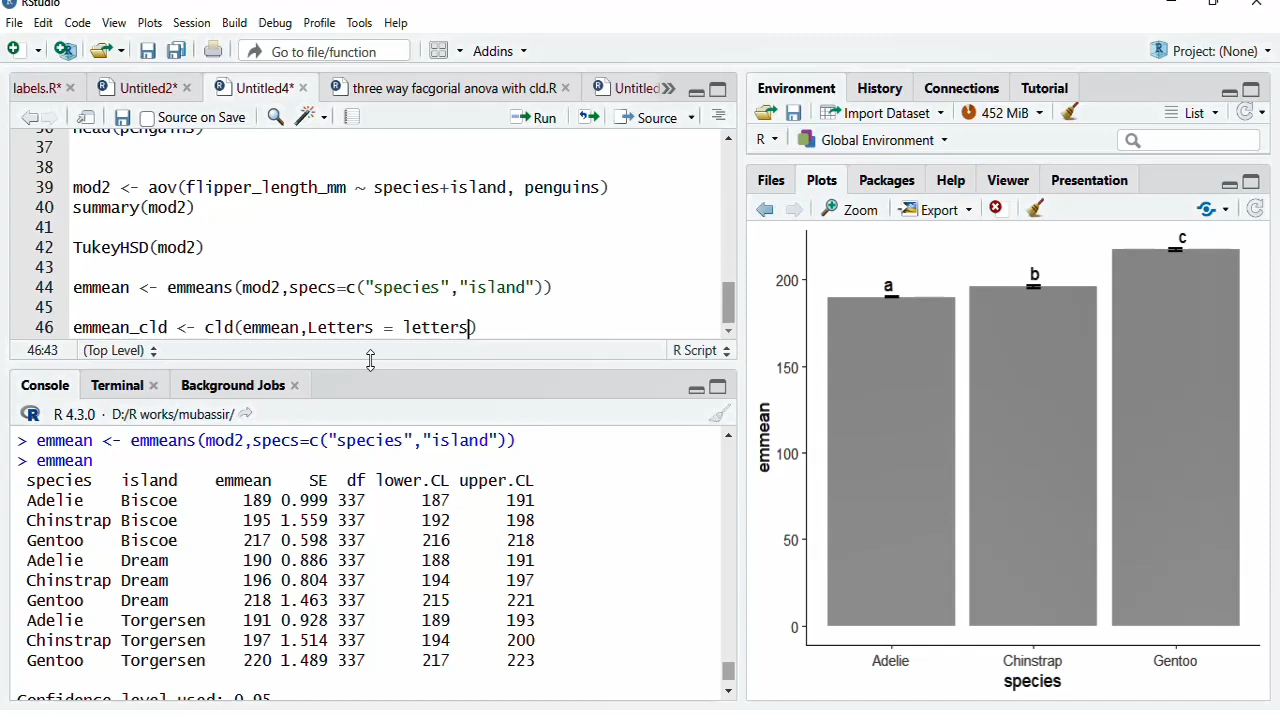 RStudio
File Edit Code View Plots Session Build Debug Profile Tools Help
Go to file/function Addins Project: (None)
labels.R* Untitled2* Untitled4* three way facgorial anova with cld.R Untitled
Source on Save Run Source
36 head(penguins)
37
38
39 mod2 <- aov(flipper_length_mm ~ species+island, penguins)
40 summary(mod2)
41
42 TukeyHSD(mod2)
43
44 emmean <- emmeans(mod2,specs=c("species","island"))
45
46 emmean_cld <- cld(emmean,Letters = letters)
46:43 (Top Level) R Script
Console Terminal Background Jobs
R 4.3.0 · D:/R works/mubassir/
> emmean <- emmeans(mod2,specs=c("species","island"))
> emmean
species island emmean SE df lower.CL upper.CL
Adelie Biscoe 189 0.999 337 187 191
Chinstrap Biscoe 195 1.559 337 192 198
Gentoo Biscoe 217 0.598 337 216 218
Adelie Dream 190 0.886 337 188 191
Chinstrap Dream 196 0.804 337 194 197
Gentoo Dream 218 1.463 337 215 221
Adelie Torgersen 191 0.928 337 189 193
Chinstrap Torgersen 197 1.514 337 194 200
Gentoo Torgersen 220 1.489 337 217 223
Confidence level used: 0.95
Environment History Connections Tutorial
Import Dataset 452 MiB List
R Global Environment
Files Plots Packages Help Viewer Presentation
Zoom Export
c
b
a
200
150
100
50
0
emmean
Adelie Chinstrap Gentoo
species